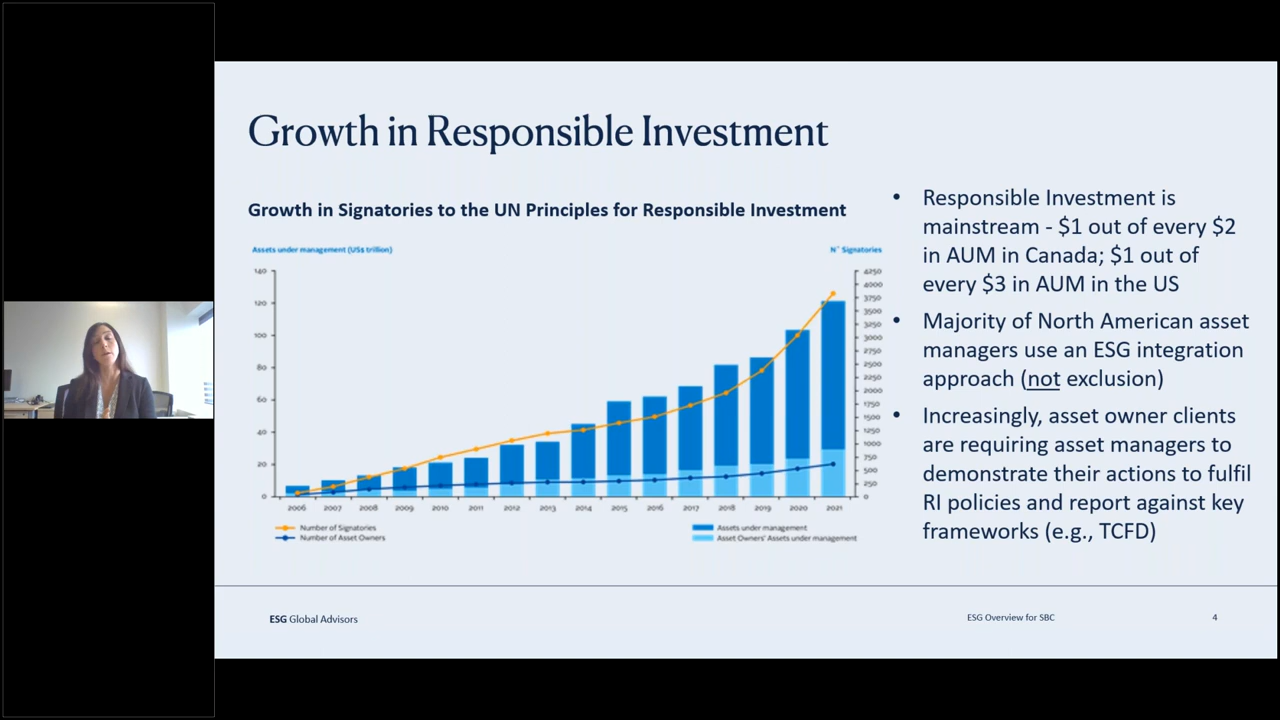 Growth in Responsible Investment
Growth in Signatories to the UN Principles for Responsible Investment
Assets under management (US$ trillion)
N° Signatories
140
120
100
80
60
40
20
0
4250
4000
3750
3500
3250
3000
2750
2500
2250
2000
1750
1500
1250
1000
750
500
250
0
2006 2007 2008 2009 2010 2011 2012 2013 2014 2015 2016 2017 2018 2019 2020 2021
Number of Signatories
Number of Asset Owners
Assets under management
Asset Owners' Assets under management
• Responsible Investment is
mainstream - $1 out of every $2
in AUM in Canada; $1 out of
every $3 in AUM in the US
• Majority of North American asset
managers use an ESG integration
approach (not exclusion)
• Increasingly, asset owner clients
are requiring asset managers to
demonstrate their actions to fulfil
RI policies and report against key
frameworks (e.g., TCFD)
ESG Global Advisors
ESG Overview for SBC
4